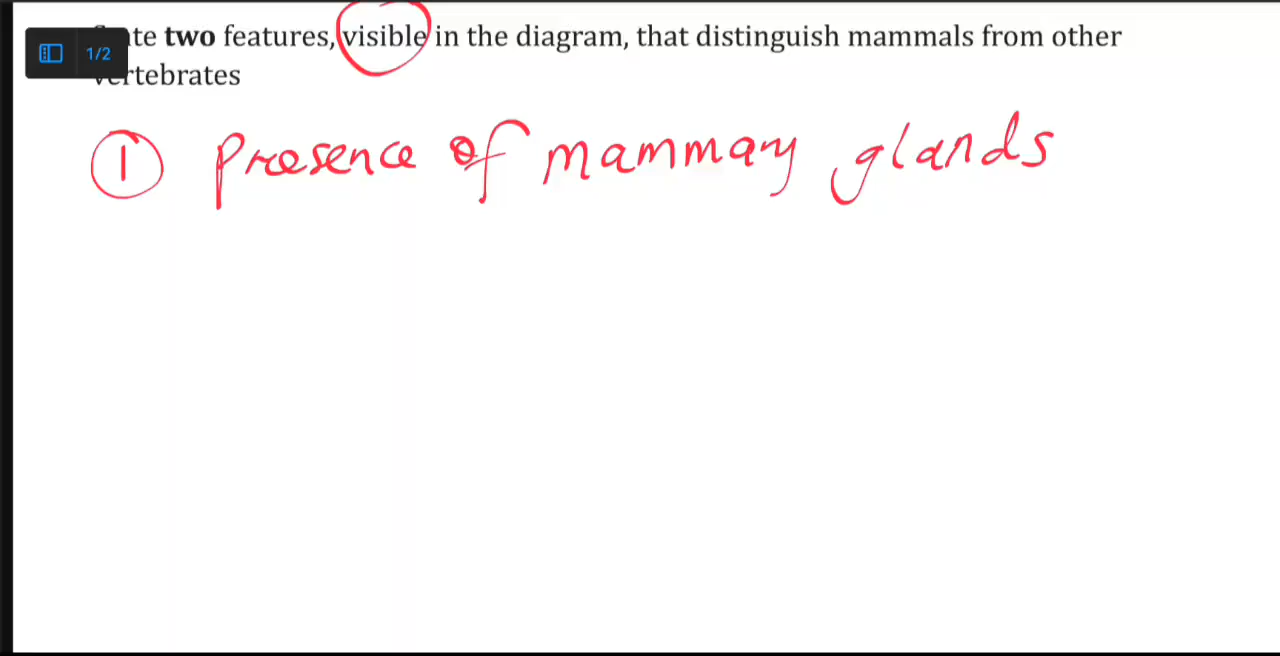 te two features, visible in the diagram, that distinguish mammals from other
1/2
vertebrates
① Presence of mammary glands